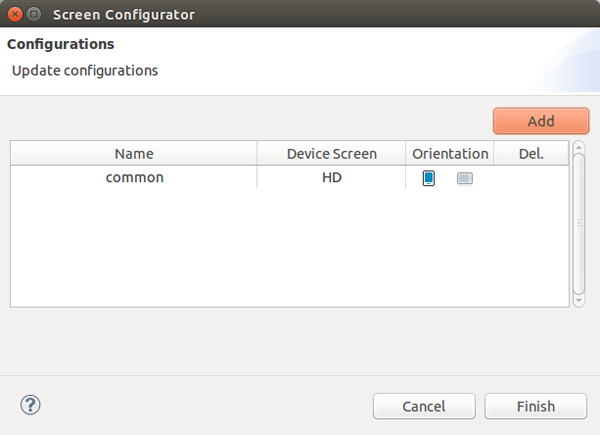 Screen Configurator
Configurations
Update configurations
Add
Name Device Screen Orientation Del.
common HD
?
Cancel Finish